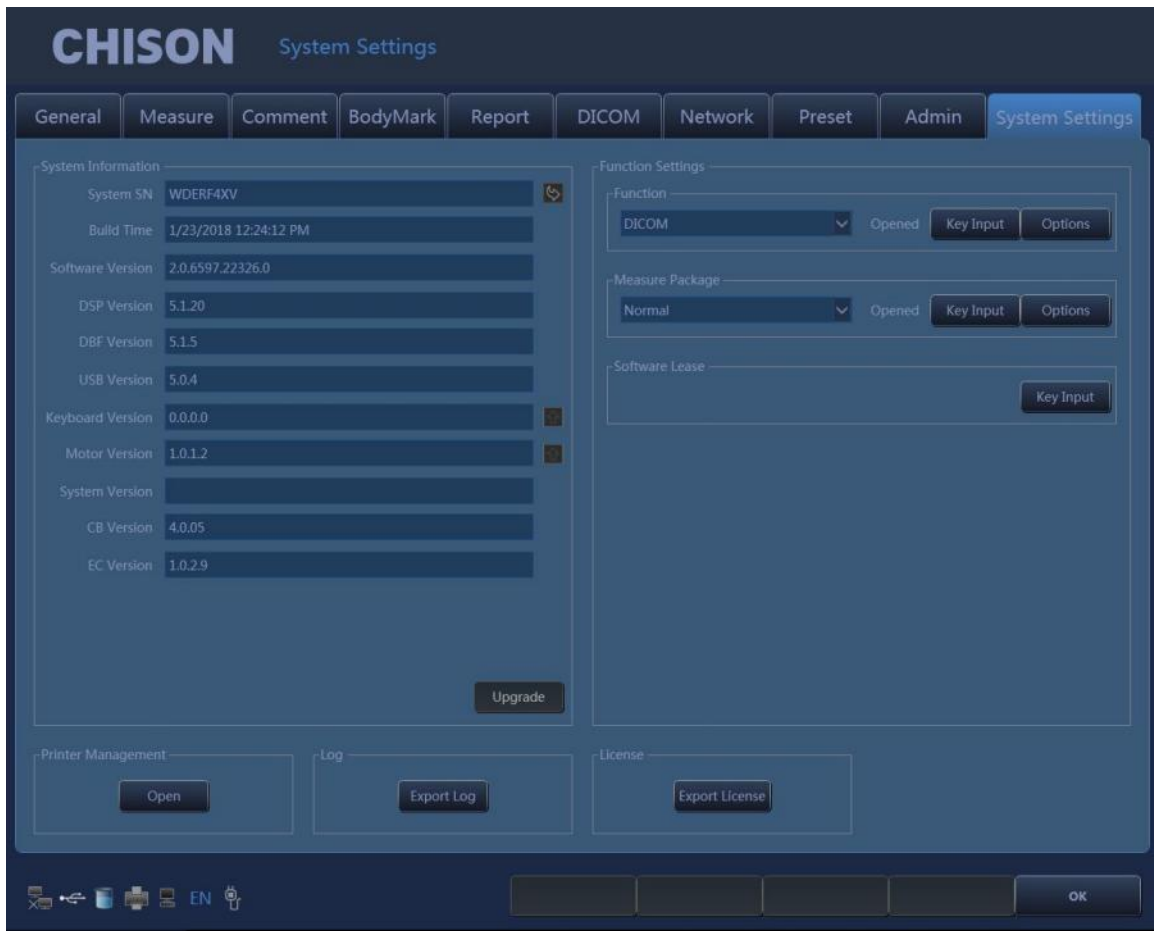 CHISON System Settings
General Measure Comment BodyMark Report DICOM Network Preset Admin System Settings
System Information
System SN WDERF4XV
Build Time 1/23/2018 12:24:12 PM
Software Version 2.0.6597.22326.0
DSP Version 5.1.20
DBF Version 5.1.5
USB Version 5.0.4
Keyboard Version 0.0.0.0
Motor Version 1.0.1.2
System Version
CB Version 4.0.05
EC Version 1.0.2.9
Upgrade
Function Settings
Function
DICOM Opened Key Input Options
Measure Package
Normal Opened Key Input Options
Software Lease
Key Input
Printer Management
Open
Log
Export Log
License
Export License
EN
OK